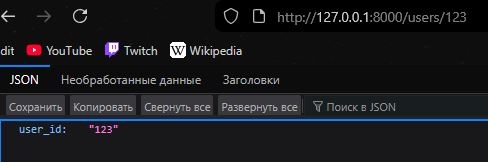 http://127.0.0.1:8000/users/123
dit YouTube Twitch W Wikipedia
JSON Необработанные данные Заголовки
Сохранить Копировать Свернуть все Развернуть все Поиск в JSON
user_id: "123"